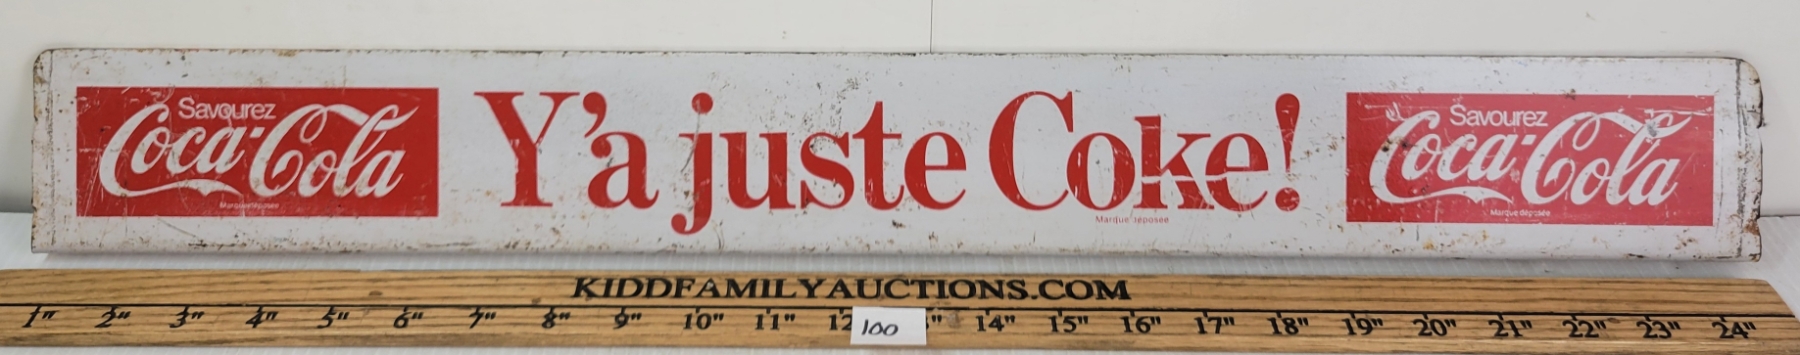 Savourez
Coca-Cola
Marque déposée
Y'a juste Coke!
Marque déposée
Savourez
Coca-Cola
Marque déposée
KIDDFAMILYAUCTIONS.COM
1" 2" 3" 4" 5" 6" 7" 8" 9" 10" 11" 12 100 " 14" 15" 16" 17" 18" 19" 20" 21" 22" 23" 24"